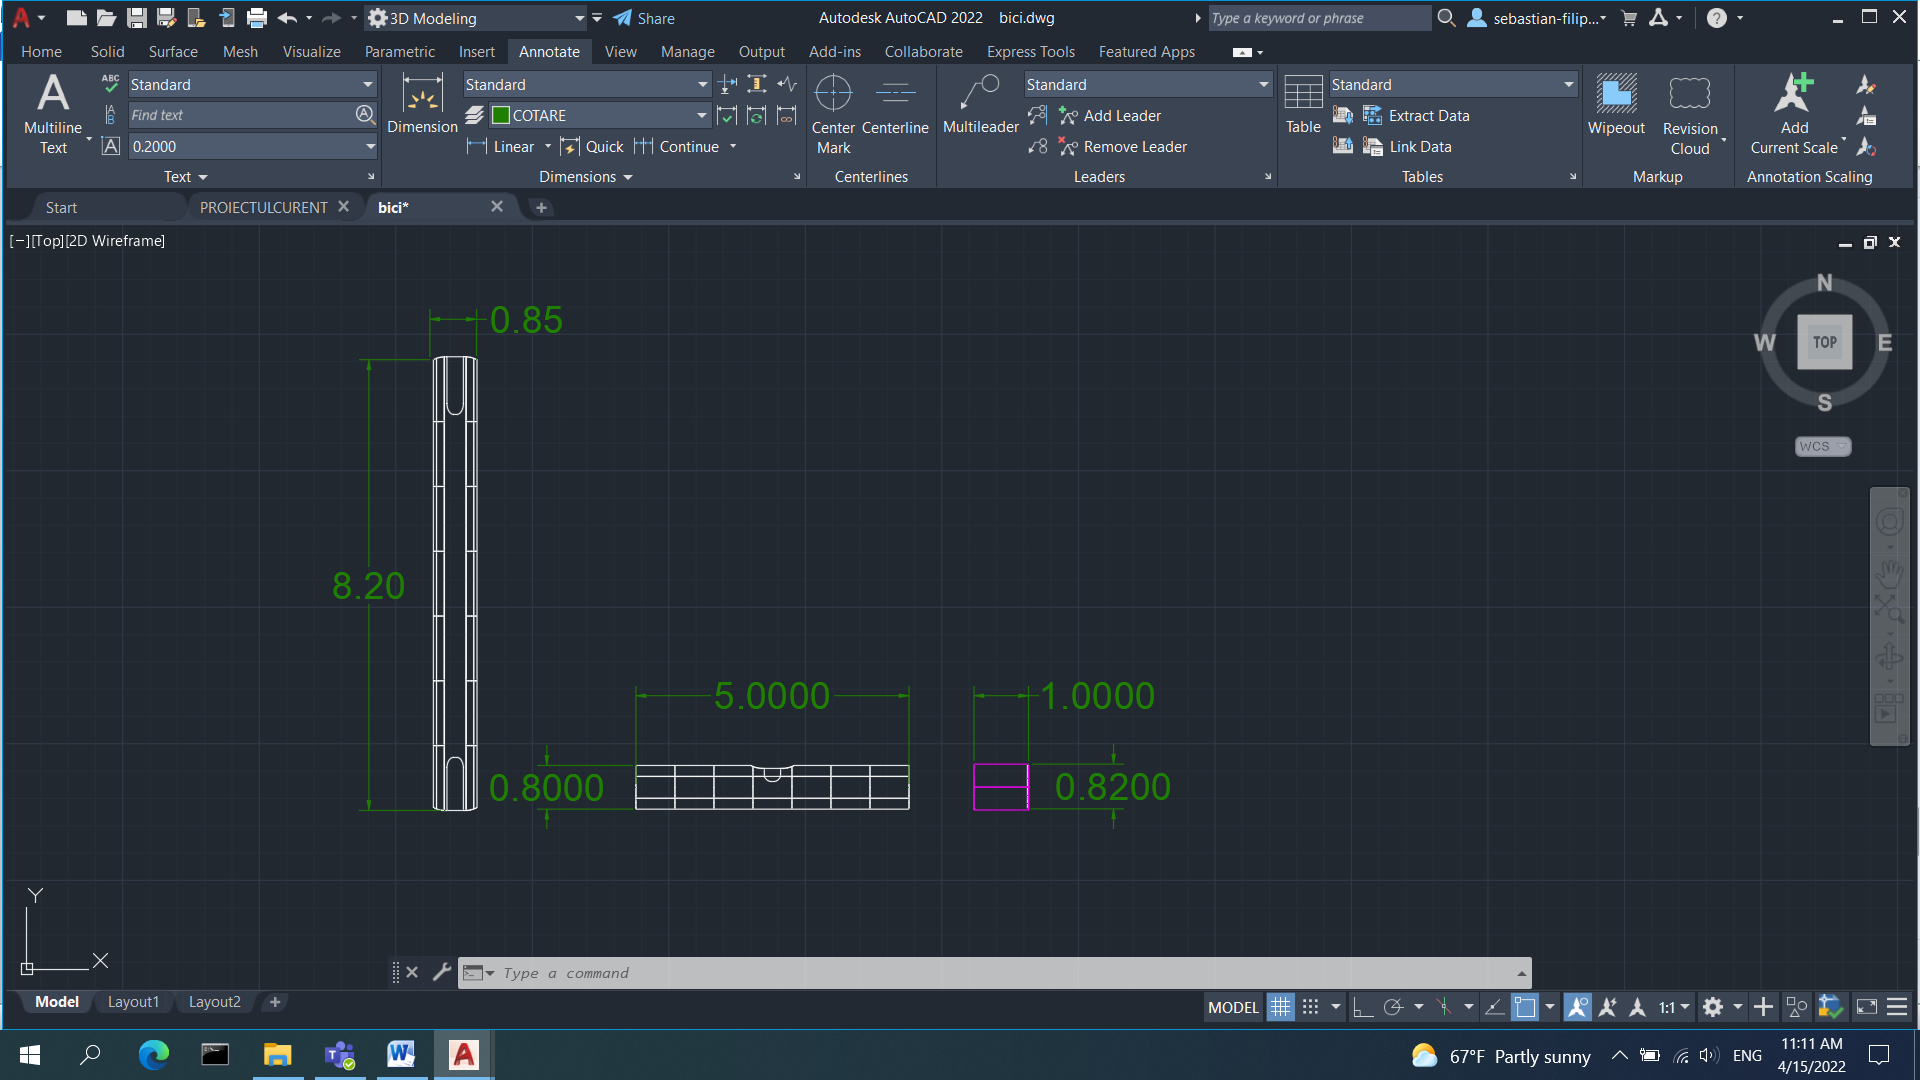 3D Modeling
Share
Autodesk AutoCAD 2022 bici.dwg
Type a keyword or phrase
sebastian-filip...
Home Solid Surface Mesh Visualize Parametric Insert Annotate View Manage Output Add-ins Collaborate Express Tools Featured Apps
A
Multiline
Text
ABC
Standard
Find text
0.2000
Text
Dimension
Standard
COTARE
Linear
Quick
Continue
Dimensions
Center
Mark
Centerline
Centerlines
Multileader
Standard
Add Leader
Remove Leader
Leaders
Table
Standard
Extract Data
Link Data
Tables
Wipeout
Revision
Cloud
Markup
Add
Current Scale
Annotation Scaling
Start
PROIECTULCURENT
bici*
[−][Top][2D Wireframe]
N
W
TOP
E
S
WCS
0.85
8.20
5.0000
0.8000
1.0000
0.8200
Y
X
Type a command
Model
Layout1
Layout2
MODEL
1:1
67°F Partly sunny
ENG
11:11 AM
4/15/2022